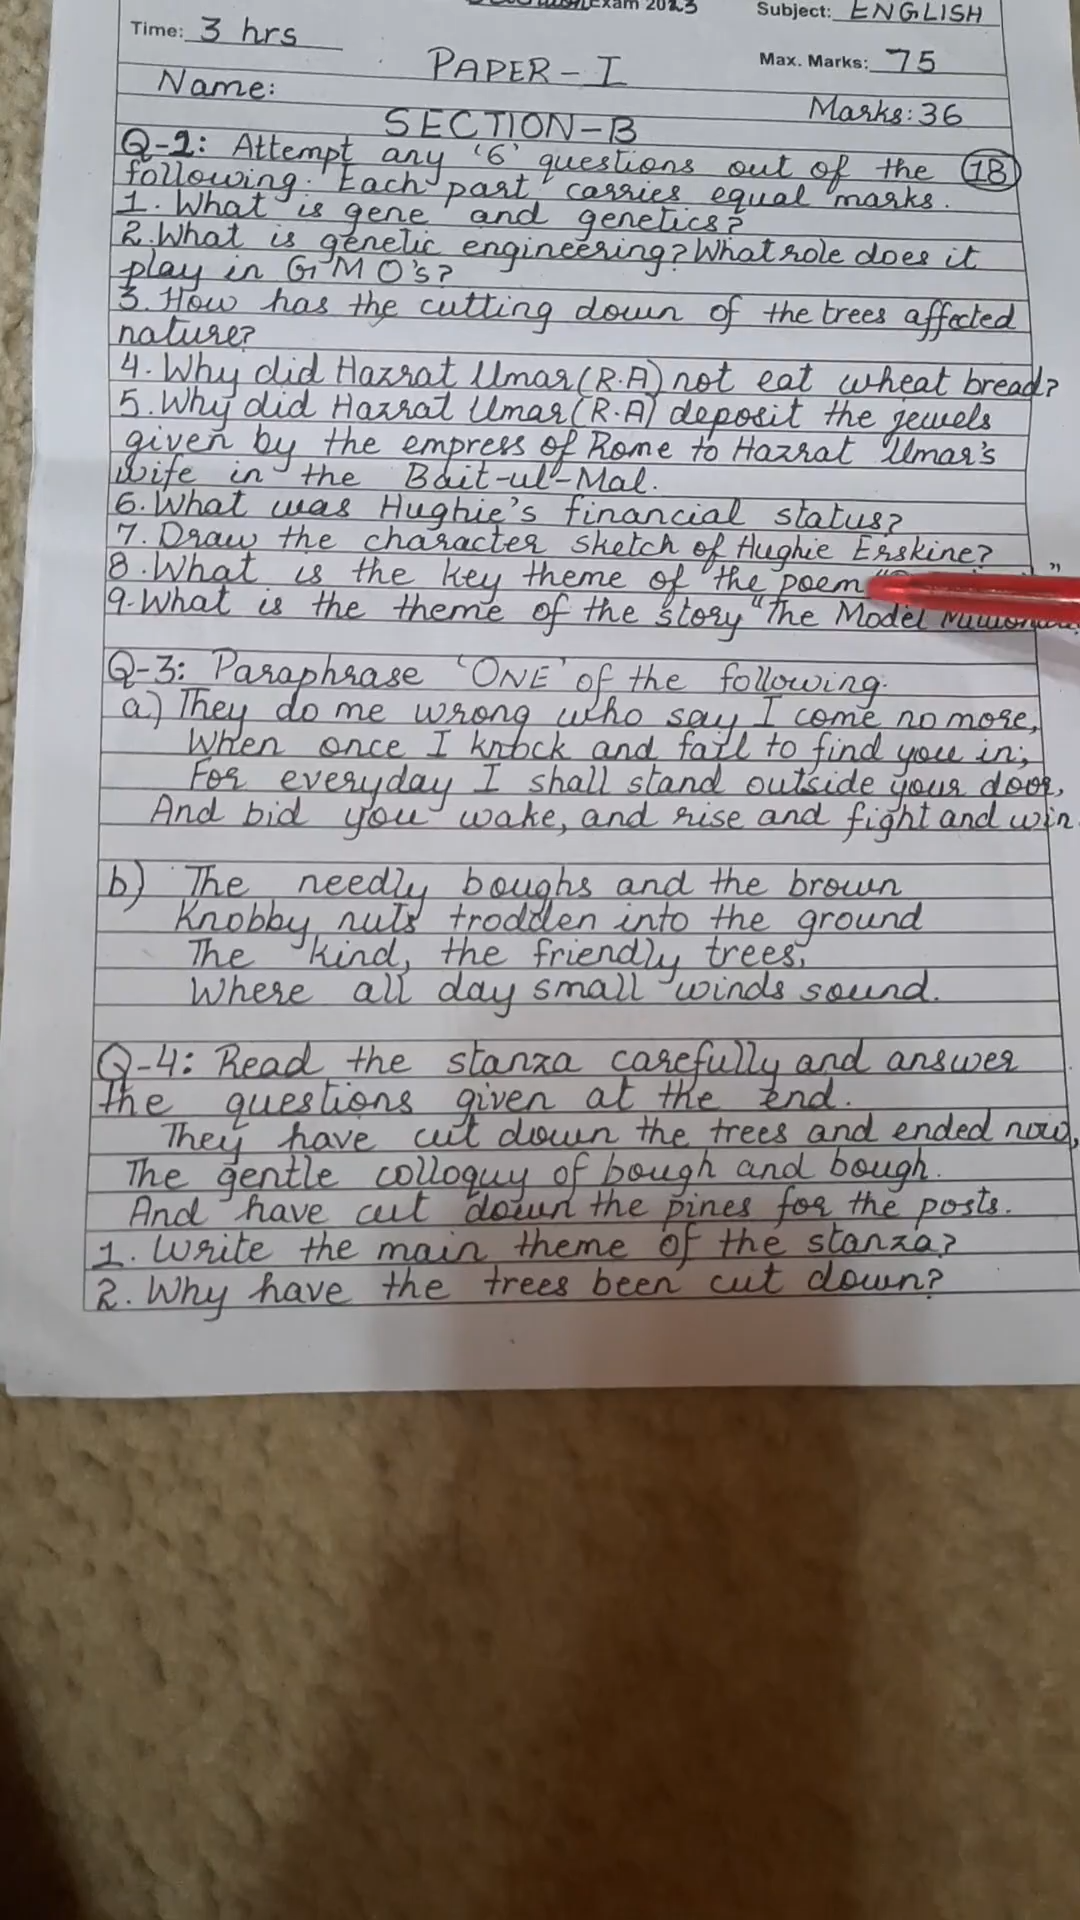 Exam 2023
Subject: ENGLISH
Time: 3 hrs
PAPER-I
Max. Marks: 75
Name:
Marks: 36
SECTION-B
Q-2: Attempt any '6' questions out of the (18)
following. Each part carries equal marks.
1. What is gene and genetics?
2. What is genetic engineering? What role does it
play in GMO's?
3. How has the cutting down of the trees affected
nature?
4. Why did Hazrat Umar(R.A) not eat wheat bread?
5. Why did Hazrat Umar(R.A) deposit the jewels
given by the empress of Rome to Hazrat Umar's
wife in the Bait-ul-Mal.
6. What was Hughie's financial status?
7. Draw the character sketch of Hughie Erskine?
8. What is the key theme of the poem
9. What is the theme of the story "The Model
Q-3: Paraphrase 'ONE' of the following.
a) They do me wrong who say I come no more,
When once I knock and fail to find you in;
For everyday I shall stand outside your door,
And bid you wake, and rise and fight and win
b) The needly boughs and the brown
Knobby nuts trodden into the ground
The kind, the friendly trees,
Where all day small winds sound.
Q-4: Read the stanza carefully and answer
the questions given at the end.
They have cut down the trees and ended now,
The gentle colloquy of bough and bough.
And have cut down the pines for the posts.
1. Write the main theme of the stanza?
2. Why have the trees been cut down?